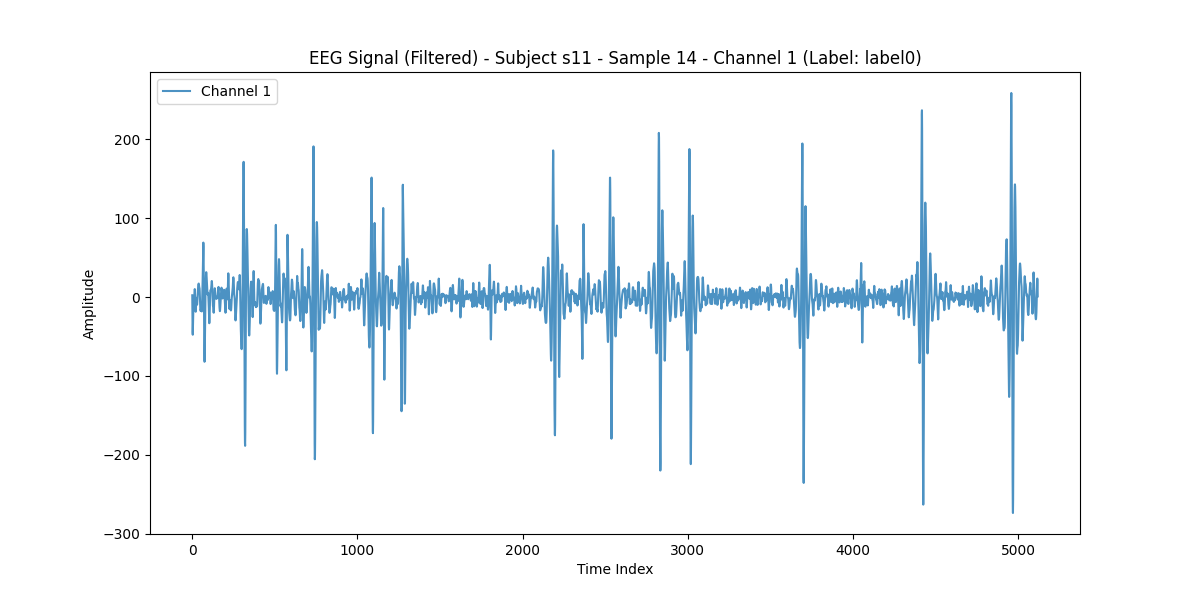 EEG Signal (Filtered) - Subject s11 - Sample 14 - Channel 1 (Label: label0)
Channel 1
200
100
0
−100
−200
−300
Amplitude
0 1000 2000 3000 4000 5000
Time Index